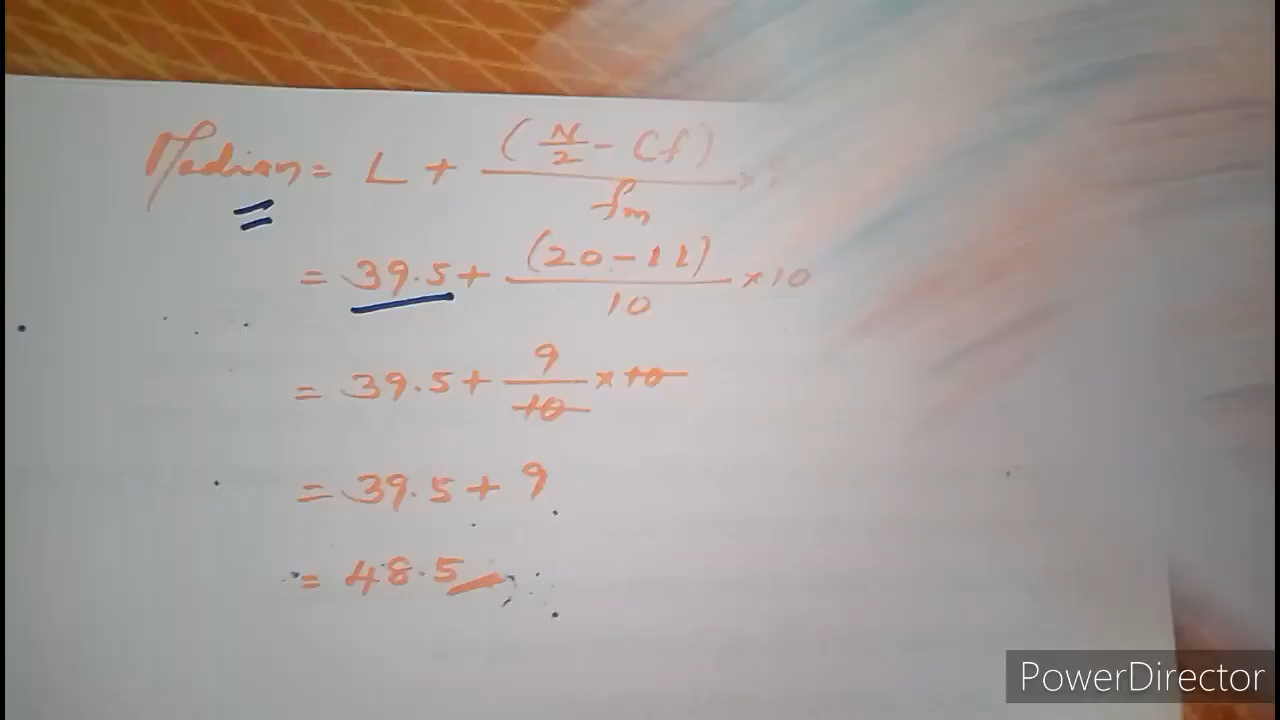 Median = L + (N/2 - Cf)/fm × i
= 39.5 + (20 - 11)/10 × 10
= 39.5 + 9/10 × 10
= 39.5 + 9
= 48.5
PowerDirector